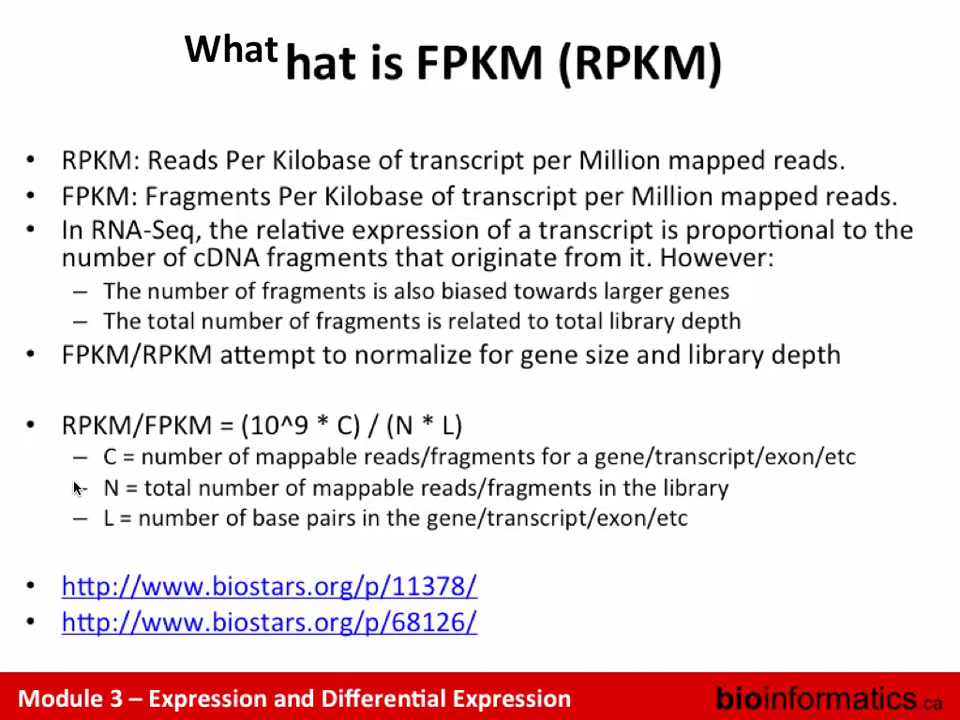 What hat is FPKM (RPKM)
• RPKM: Reads Per Kilobase of transcript per Million mapped reads.
• FPKM: Fragments Per Kilobase of transcript per Million mapped reads.
• In RNA-Seq, the relative expression of a transcript is proportional to the
number of cDNA fragments that originate from it. However:
– The number of fragments is also biased towards larger genes
– The total number of fragments is related to total library depth
• FPKM/RPKM attempt to normalize for gene size and library depth
• RPKM/FPKM = (10^9 * C) / (N * L)
– C = number of mappable reads/fragments for a gene/transcript/exon/etc
– N = total number of mappable reads/fragments in the library
– L = number of base pairs in the gene/transcript/exon/etc
• http://www.biostars.org/p/11378/
• http://www.biostars.org/p/68126/
Module 3 – Expression and Differential Expression
bioinformatics.ca